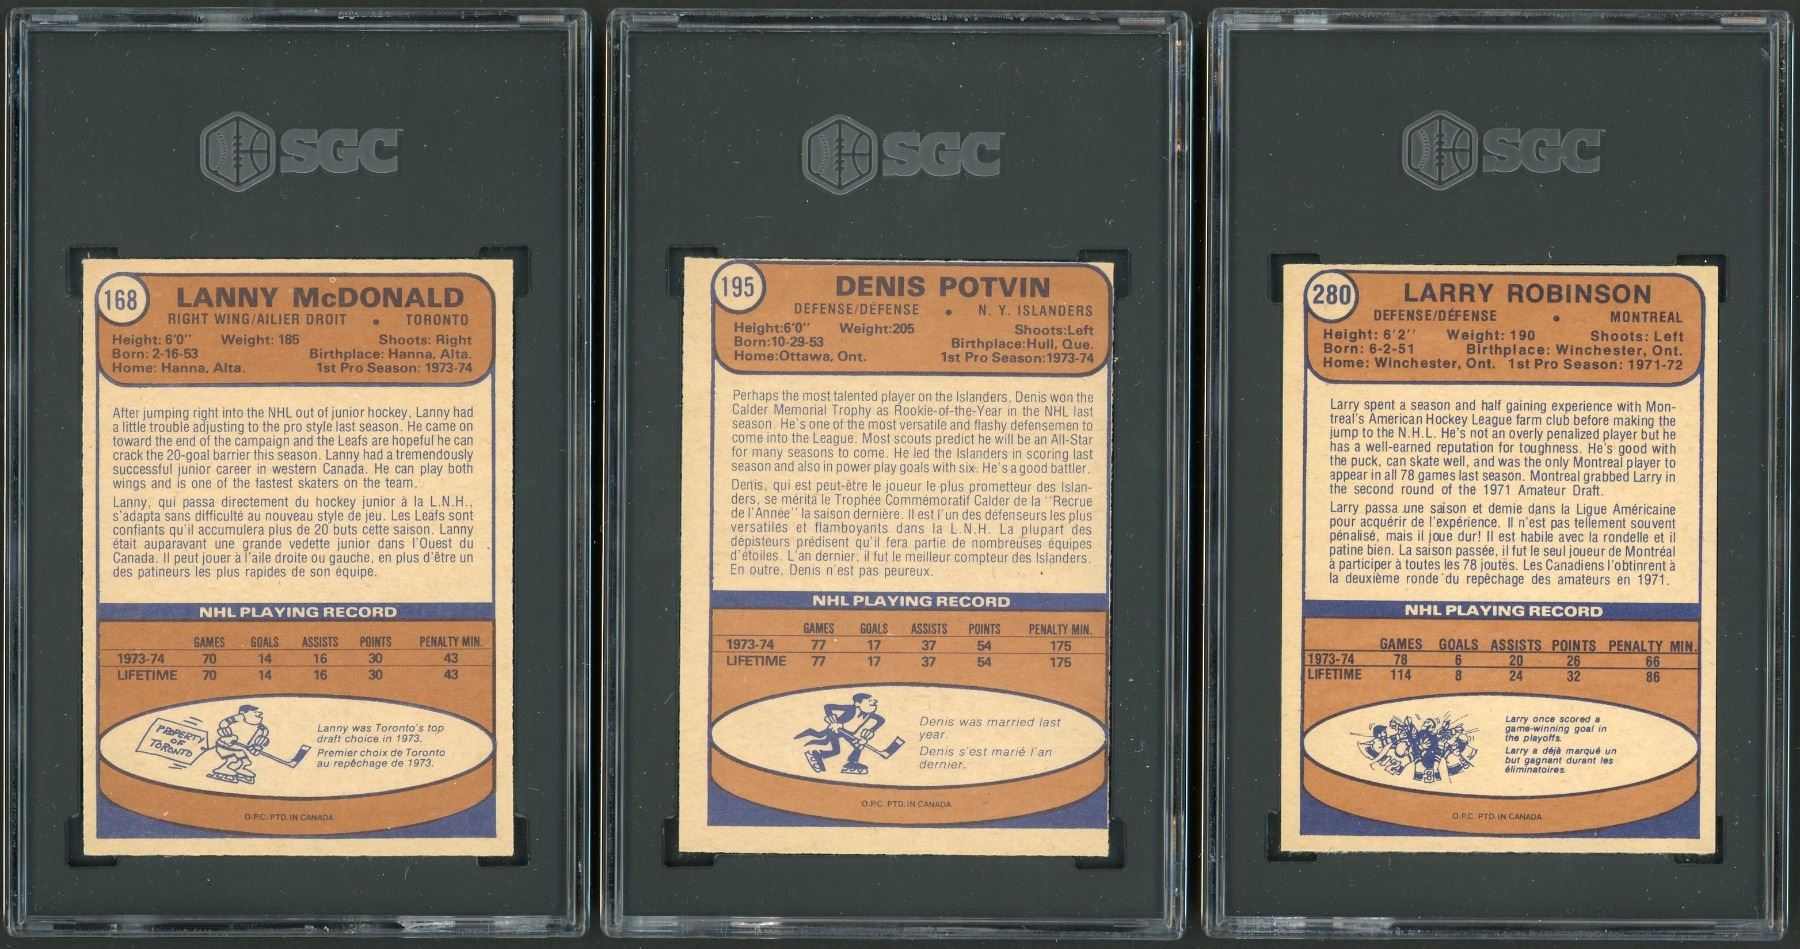 SGC
168
LANNY McDONALD
RIGHT WING/AILIER DROIT • TORONTO
Height: 6'0" Weight: 185 Shoots: Right
Born: 2-16-53 Birthplace: Hanna, Alta.
Home: Hanna, Alta. 1st Pro Season: 1973-74
After jumping right into the NHL out of junior hockey, Lanny had
a little trouble adjusting to the pro style last season. He came on
toward the end of the campaign and the Leafs are hopeful he can
crack the 20-goal barrier this season. Lanny had a tremendously
successful junior career in western Canada. He can play both
wings and is one of the fastest skaters on the team.
Lanny, qui passa directement du hockey junior à la L.N.H.,
s'adapta sans difficulté au nouveau style de jeu. Les Leafs sont
confiants qu'il accumulera plus de 20 buts cette saison. Lanny
était auparavant une grande vedette junior dans l'Ouest du
Canada. Il peut jouer à l'aile droite ou gauche, en plus d'être un
des patineurs les plus rapides de son équipe.
NHL PLAYING RECORD
GAMES GOALS ASSISTS POINTS PENALTY MIN.
1973-74 70 14 16 30 43
LIFETIME 70 14 16 30 43
PROPERTY
OF
TORONTO
Lanny was Toronto's top
draft choice in 1973.
Premier choix de Toronto
au repêchage de 1973.
O.P.C. PTD. IN CANADA
SGC
195
DENIS POTVIN
DEFENSE/DÉFENSE • N. Y. ISLANDERS
Height:6'0" Weight:205 Shoots:Left
Born:10-29-53 Birthplace:Hull, Que.
Home:Ottawa, Ont. 1st Pro Season:1973-74
Perhaps the most talented player on the Islanders, Denis won the
Calder Memorial Trophy as Rookie-of-the-Year in the NHL last
season. He's one of the most versatile and flashy defensemen to
come into the League. Most scouts predict he will be an All-Star
for many seasons to come. He led the Islanders in scoring last
season and also in power play goals with six. He's a good battler.
Denis, qui est peut-être le joueur le plus prometteur des Islan-
ders, se mérita le Trophée Commémoratif Calder de la "Recrue
de l'Année" la saison dernière. Il est l'un des défenseurs les plus
versatiles et flamboyants dans la L.N.H. La plupart des
dépisteurs prédisent qu'il fera partie de nombreuses équipes
d'étoiles. L'an dernier, il fut le meilleur compteur des Islanders.
En outre, Denis n'est pas peureux.
NHL PLAYING RECORD
GAMES GOALS ASSISTS POINTS PENALTY MIN.
1973-74 77 17 37 54 175
LIFETIME 77 17 37 54 175
Denis was married last
year.
Denis s'est marié l'an
dernier.
O.P.C. PTD. IN CANADA
SGC
280
LARRY ROBINSON
DEFENSE/DÉFENSE • MONTREAL
Height: 6'2" Weight: 190 Shoots: Left
Born: 6-2-51 Birthplace: Winchester, Ont.
Home: Winchester, Ont. 1st Pro Season: 1971-72
Larry spent a season and half gaining experience with Mon-
treal's American Hockey League farm club before making the
jump to the N.H.L. He's not an overly penalized player but he
has a well-earned reputation for toughness. He's good with
the puck, can skate well, and was the only Montreal player to
appear in all 78 games last season. Montreal grabbed Larry in
the second round of the 1971 Amateur Draft.
Larry passa une saison et demie dans la Ligue Américaine
pour acquérir de l'expérience. Il n'est pas tellement souvent
pénalisé, mais il joue dur! Il est habile avec la rondelle et il
patine bien. La saison passée, il fut le seul joueur de Montréal
à participer à toutes les 78 joutes. Les Canadiens l'obtinrent à
la deuxième ronde du repêchage des amateurs en 1971.
NHL PLAYING RECORD
GAMES GOALS ASSISTS POINTS PENALTY MIN.
1973-74 78 6 20 26 66
LIFETIME 114 8 24 32 86
Larry once scored a
game-winning goal in
the playoffs.
Larry a déjà marqué un
but gagnant durant les
éliminatoires.
O.P.C. PTD. IN CANADA